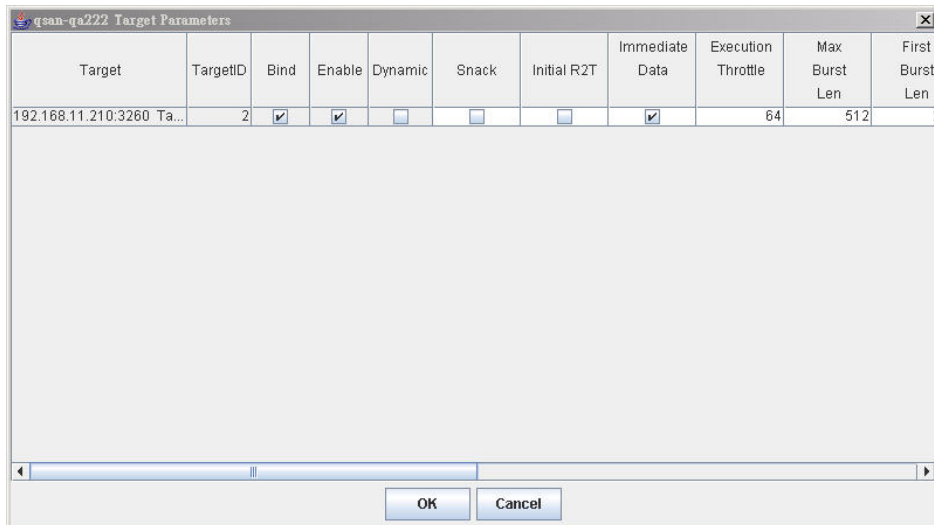 qsan-qa222 Target Parameters
Target TargetID Bind Enable Dynamic Snack Initial R2T Immediate Data Execution Throttle Max Burst Len First Burst Len
192.168.11.210:3260 Ta... 2 64 512
OK Cancel